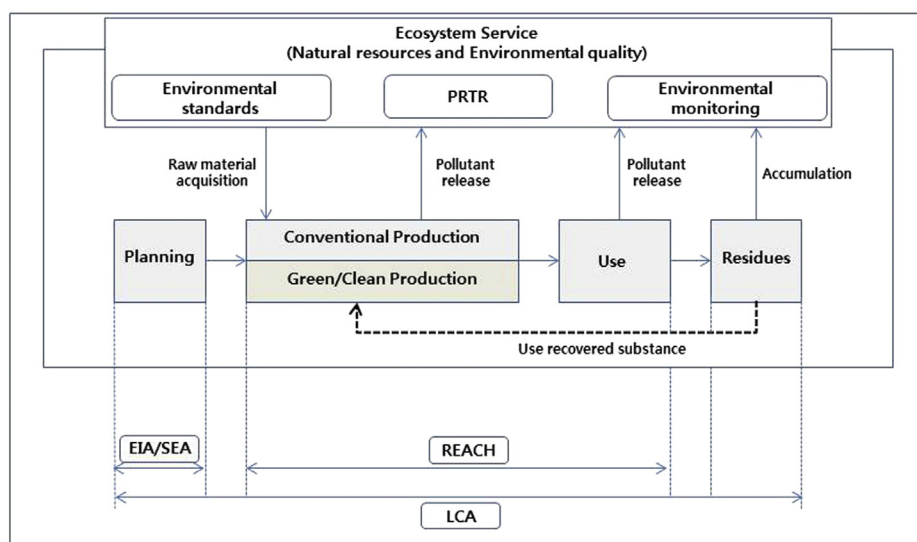 Ecosystem Service
(Natural resources and Environmental quality)
Environmental
standards
PRTR
Environmental
monitoring
Raw material
acquisition
Pollutant
release
Pollutant
release
Accumulation
Planning
Conventional Production
Green/Clean Production
Use
Residues
Use recovered substance
EIA/SEA
REACH
LCA